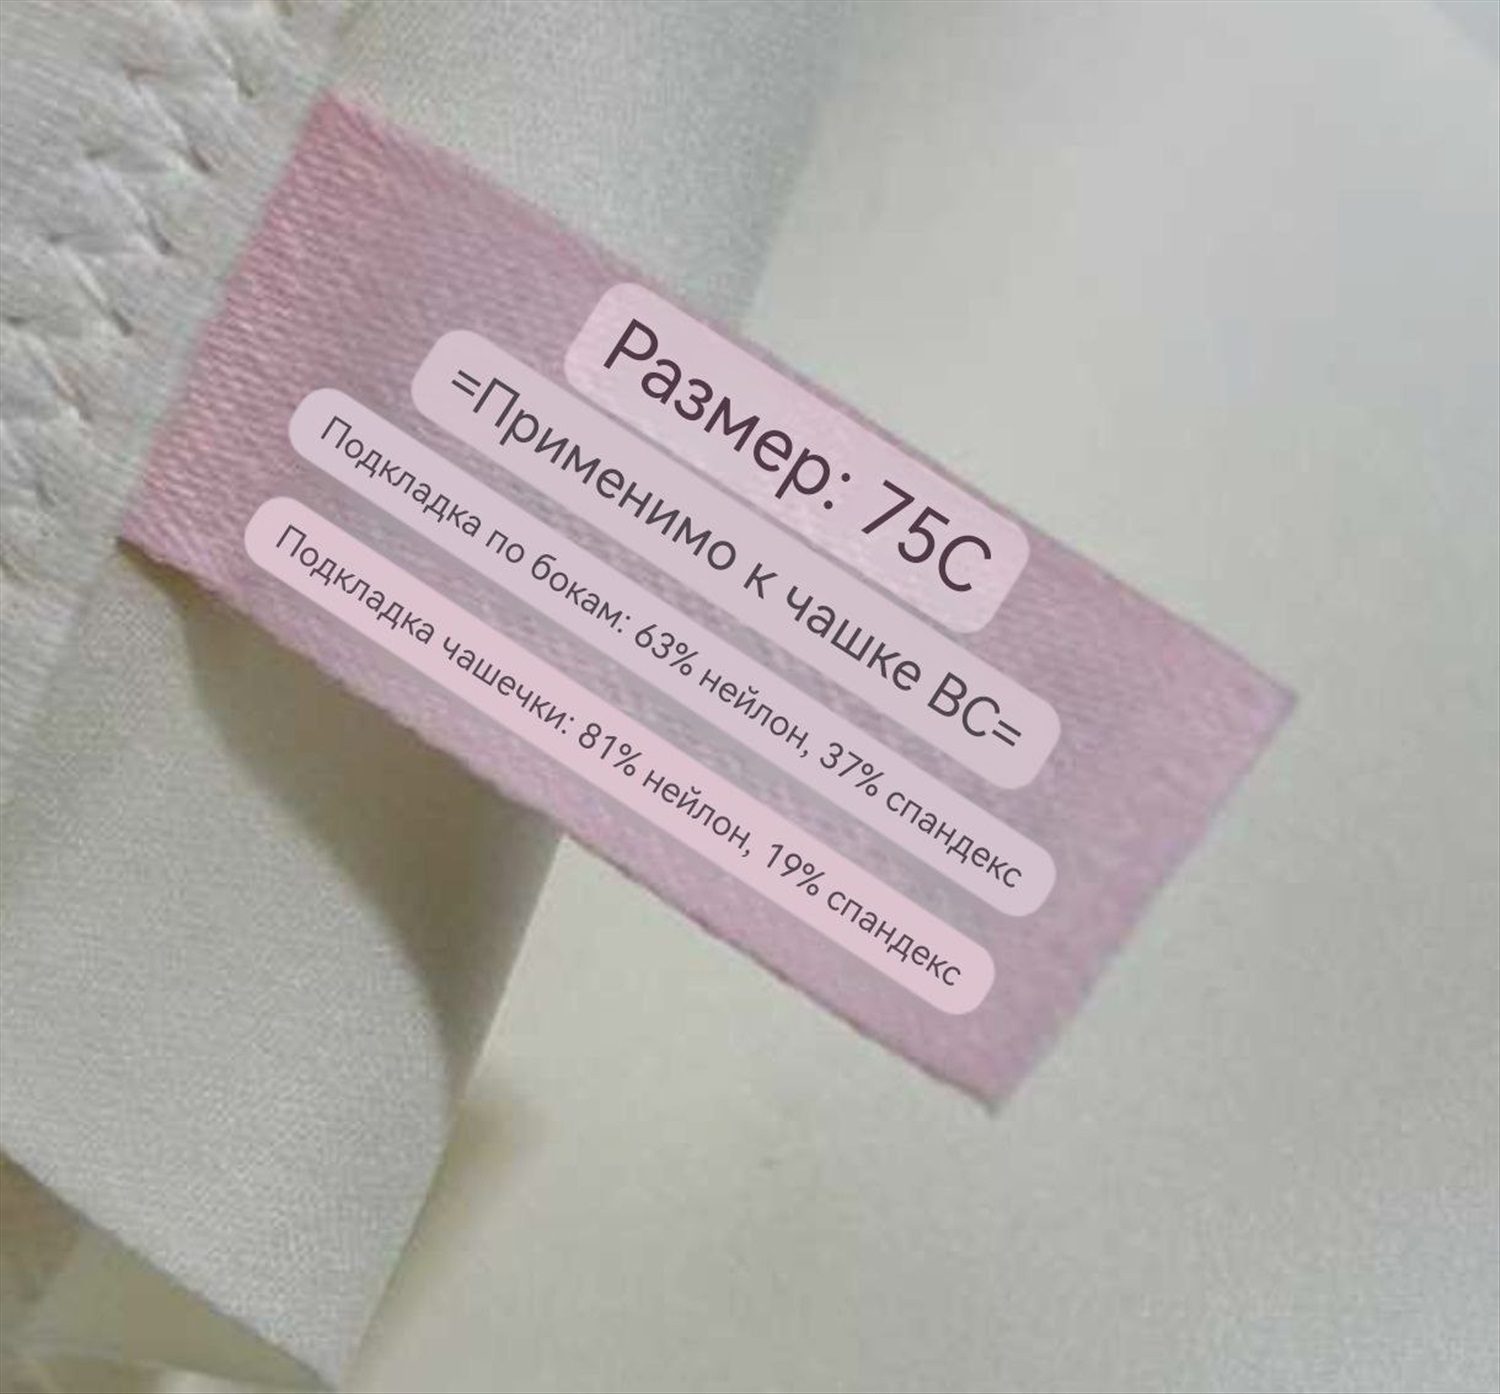 Размер: 75C
=Применимо к чашке BC=
Подкладка по бокам: 63% нейлон, 37% спандекс
Подкладка чашечки: 81% нейлон, 19% спандекс